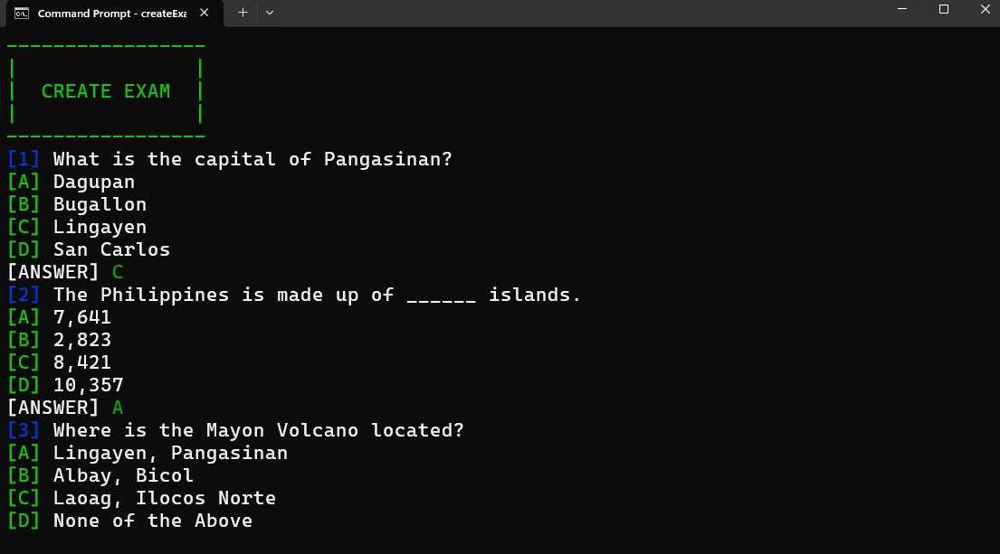 Command Prompt - createExa
CREATE EXAM
[1] What is the capital of Pangasinan?
[A] Dagupan
[B] Bugallon
[C] Lingayen
[D] San Carlos
[ANSWER] C
[2] The Philippines is made up of ______ islands.
[A] 7,641
[B] 2,823
[C] 8,421
[D] 10,357
[ANSWER] A
[3] Where is the Mayon Volcano located?
[A] Lingayen, Pangasinan
[B] Albay, Bicol
[C] Laoag, Ilocos Norte
[D] None of the Above